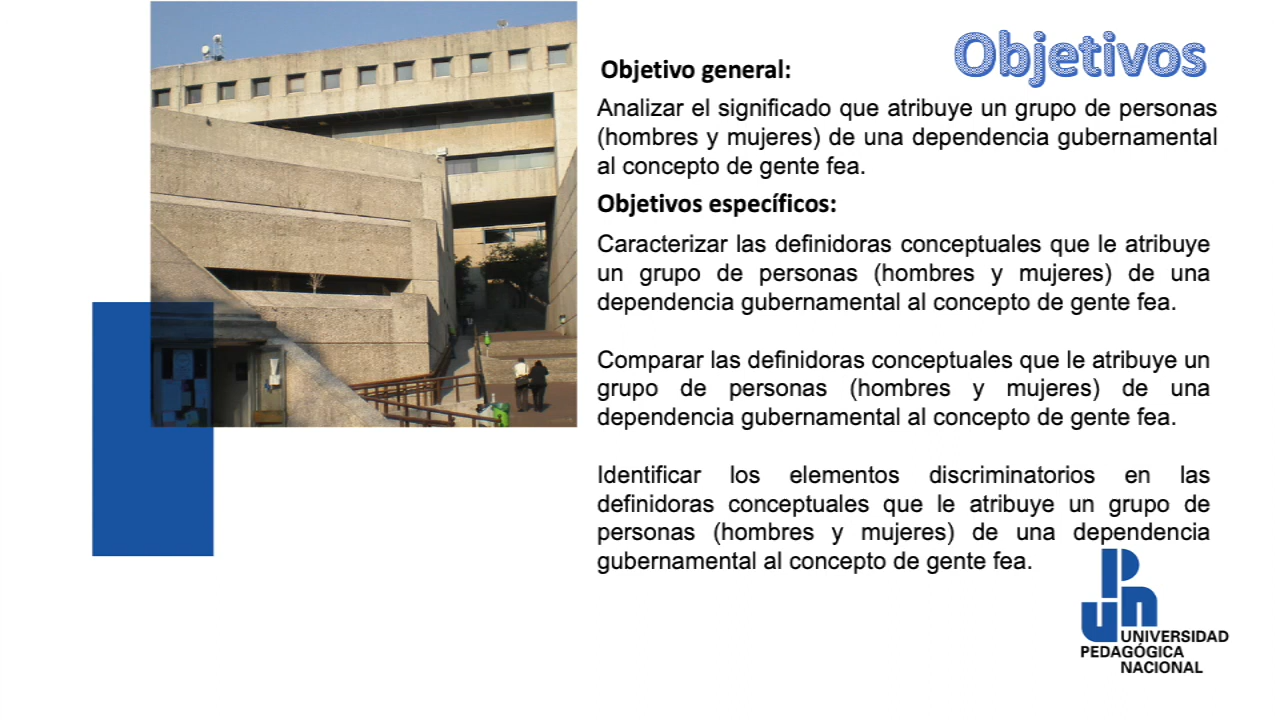 Objetivos
Objetivo general:
Analizar el significado que atribuye un grupo de personas
(hombres y mujeres) de una dependencia gubernamental
al concepto de gente fea.
Objetivos específicos:
Caracterizar las definidoras conceptuales que le atribuye
un grupo de personas (hombres y mujeres) de una
dependencia gubernamental al concepto de gente fea.
Comparar las definidoras conceptuales que le atribuye un
grupo de personas (hombres y mujeres) de una
dependencia gubernamental al concepto de gente fea.
Identificar los elementos discriminatorios en las
definidoras conceptuales que le atribuye un grupo de
personas (hombres y mujeres) de una dependencia
gubernamental al concepto de gente fea.
upn
UNIVERSIDAD
PEDAGÓGICA
NACIONAL